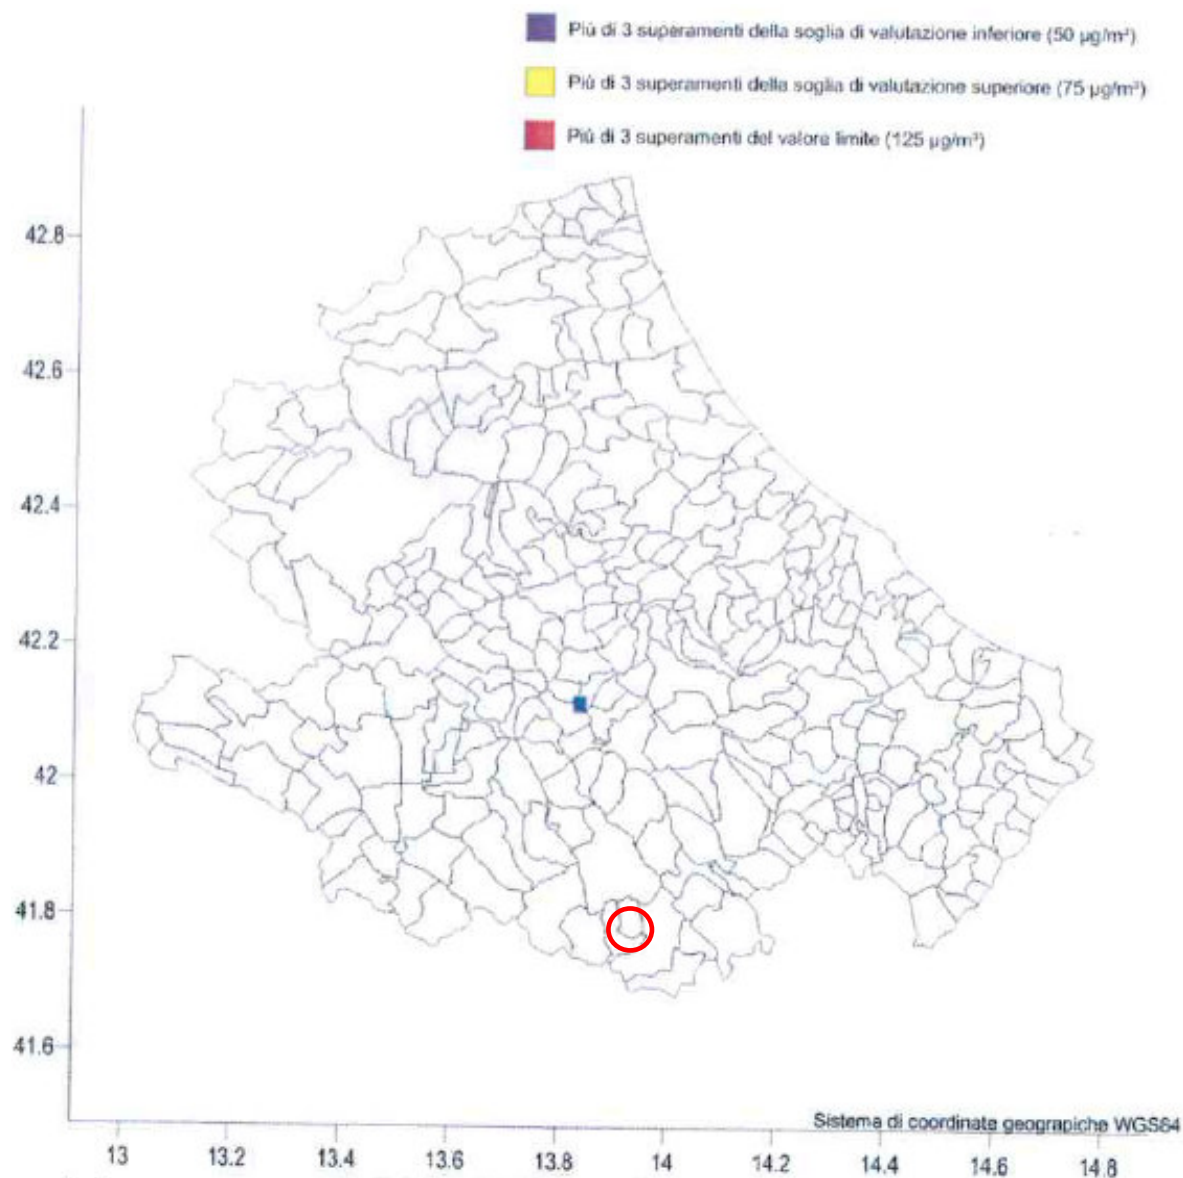 Più di 3 superamenti della soglia di valutazione inferiore (50 µg/m³)
Più di 3 superamenti della soglia di valutazione superiore (75 µg/m³)
Più di 3 superamenti del valore limite (125 µg/m³)
42.8
42.6
42.4
42.2
42
41.8
41.6
Sistema di coordinate geograpiche WGS84
13 13.2 13.4 13.6 13.8 14 14.2 14.4 14.6 14.8